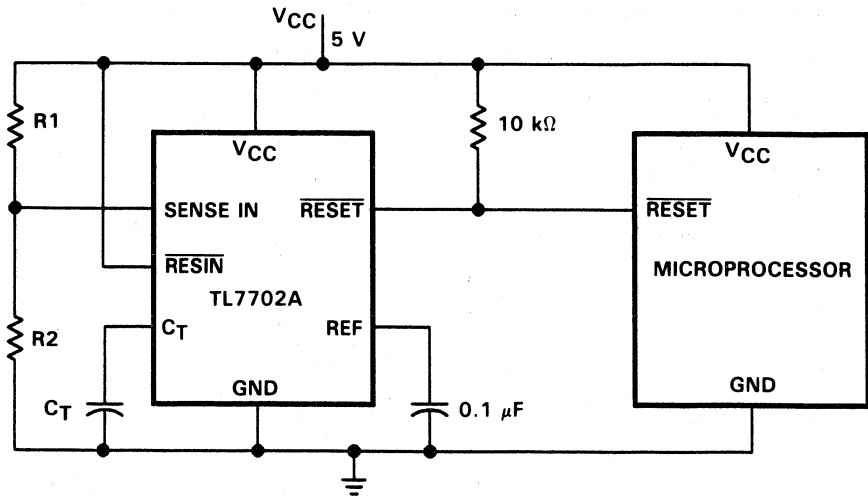 VCC
5 V
R1
10 kΩ
VCC
VCC
SENSE IN
RESET
RESET
RESIN
MICROPROCESSOR
TL7702A
R2
CT
REF
GND
GND
CT
0.1 μF